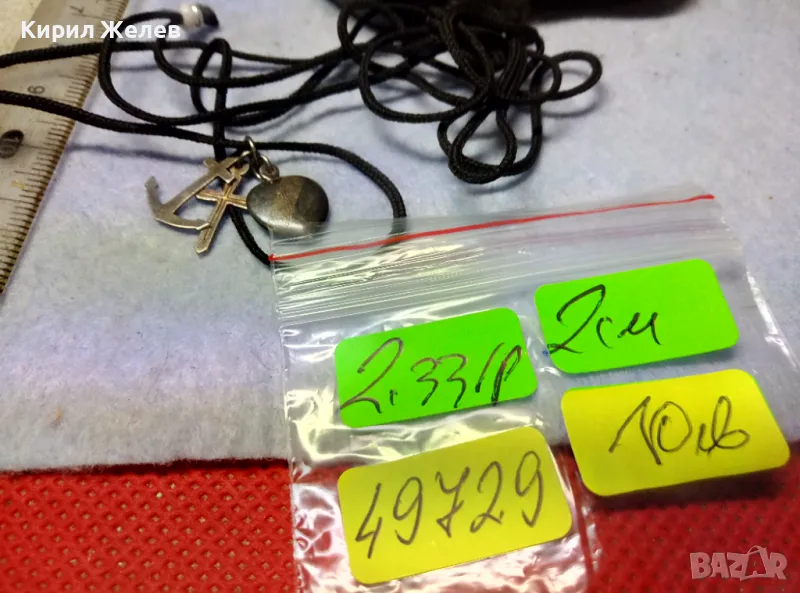 Кирил Желев
2.33гр
2см
49729
10лв
BAZAR